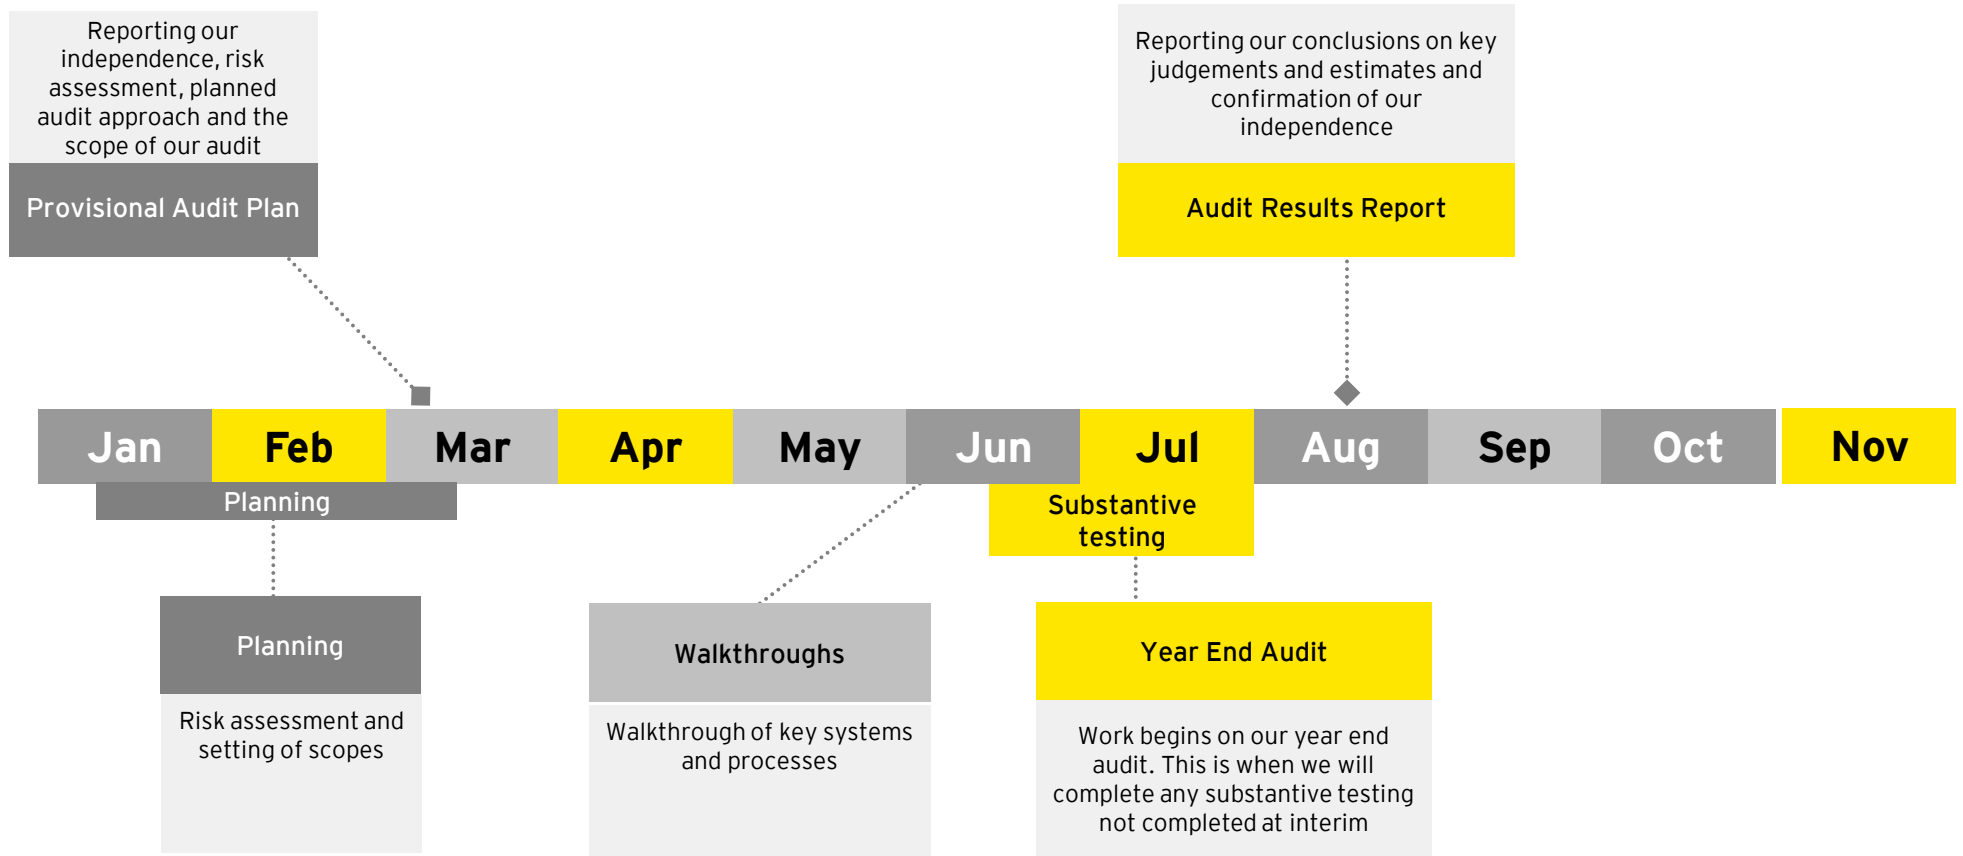 Reporting our
independence, risk
assessment, planned
audit approach and the
scope of our audit
Provisional Audit Plan
Reporting our conclusions on key
judgements and estimates and
confirmation of our
independence
Audit Results Report
Jan
Feb
Mar
Apr
May
Jun
Jul
Aug
Sep
Oct
Nov
Planning
Substantive
testing
Planning
Risk assessment and
setting of scopes
Walkthroughs
Walkthrough of key systems
and processes
Year End Audit
Work begins on our year end
audit. This is when we will
complete any substantive testing
not completed at interim